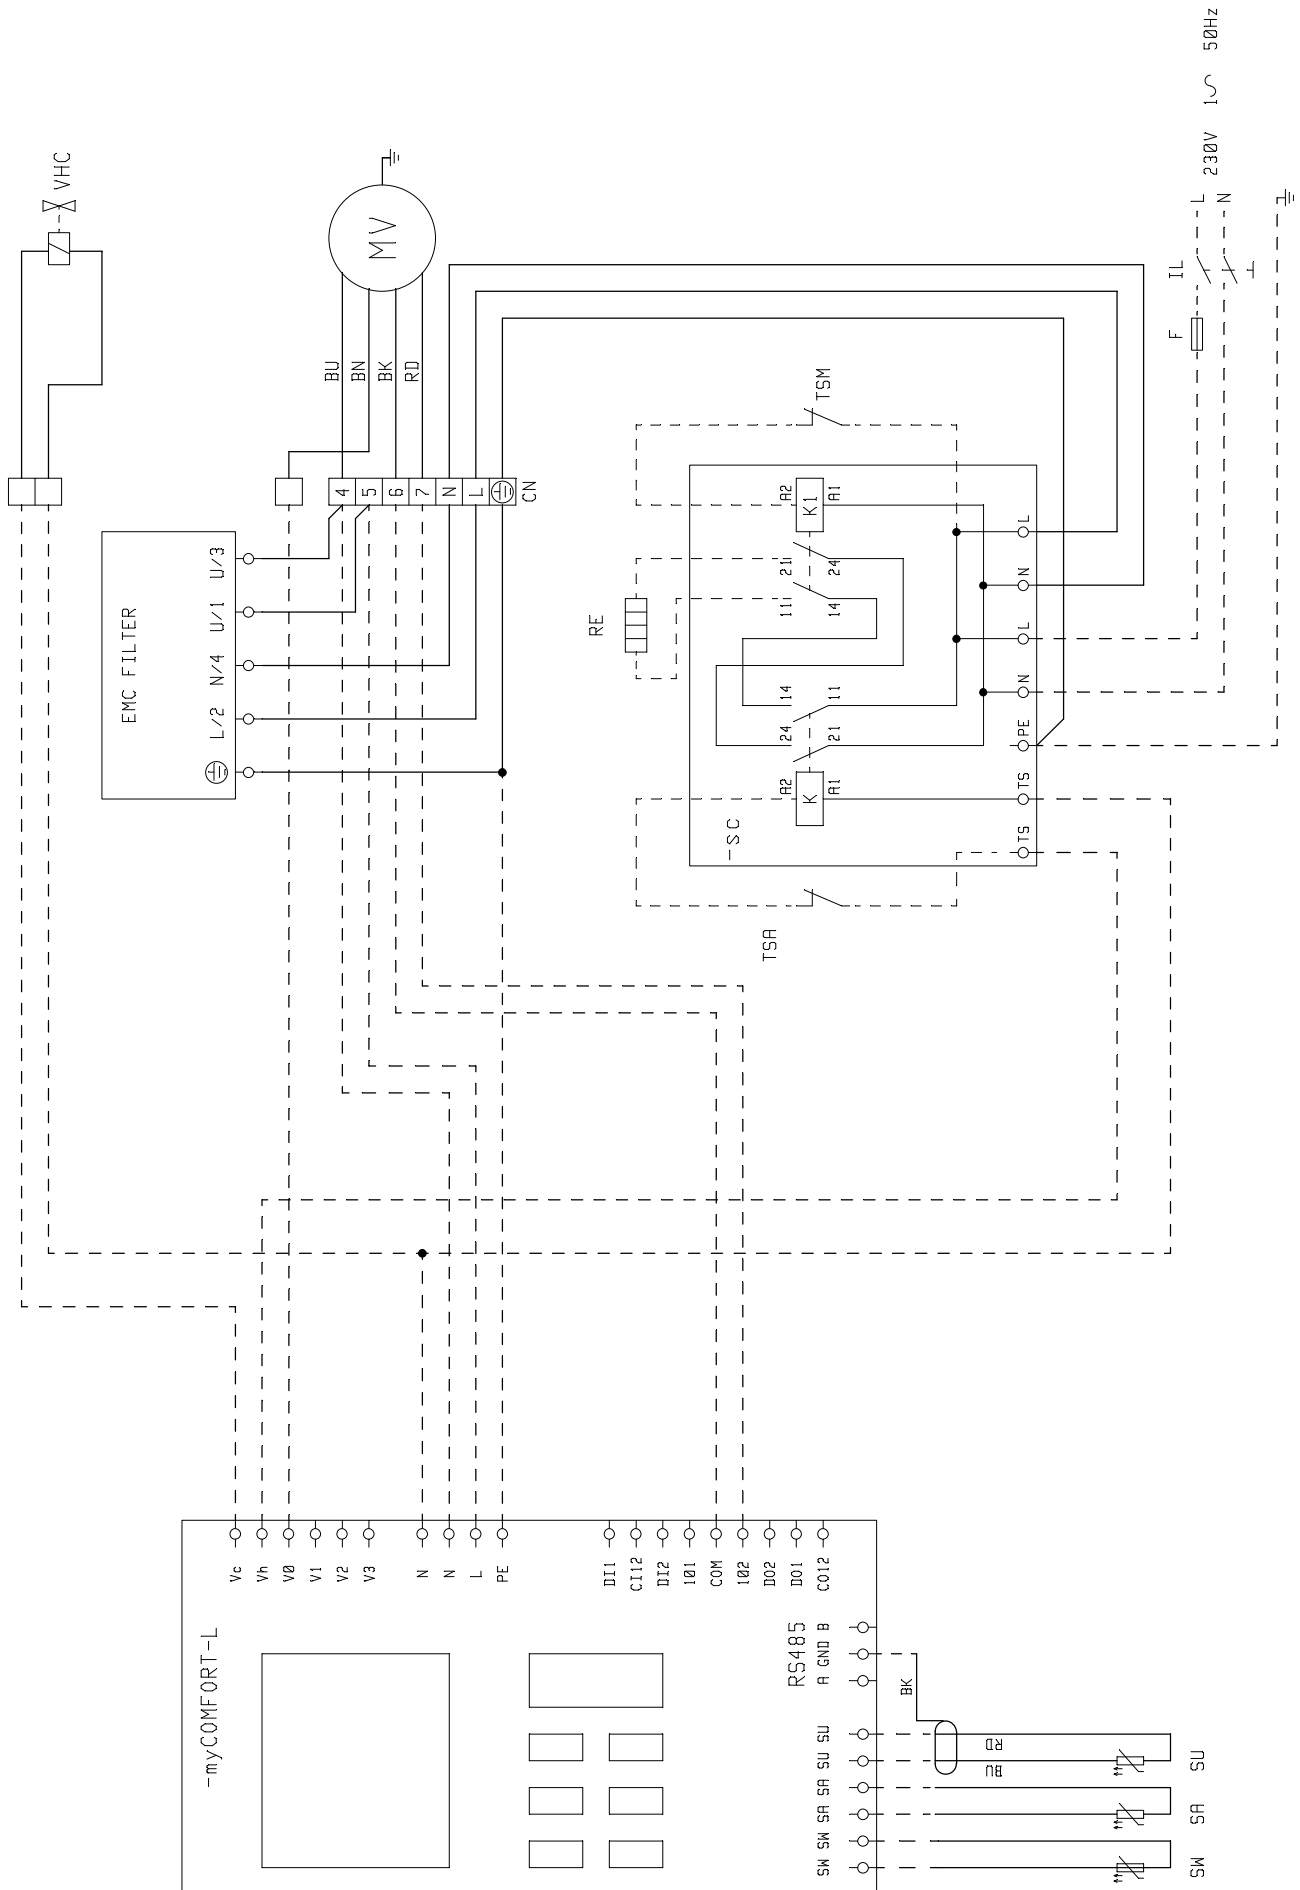 VHC
MV
BU
BN
BK
RD
4
5
6
7
N
L
CN
EMC FILTER
U/3
U/1
N/4
L/2
230V 1 50Hz
L
N
IL
F
TSM
RE
A2
K1
A1
21
24
11
14
14
11
24
21
A2
K
A1
-SC
L
N
L
N
PE
TS
TS
TSA
-myCOMFORT-L
Vc
Vh
V0
V1
V2
V3
N
N
L
PE
DI1
CI12
DI2
101
COM
102
DO2
DO1
CO12
RS485
A GND B
BK
SW SW SA SA SU SU
RD
BU
SU
SA
SW